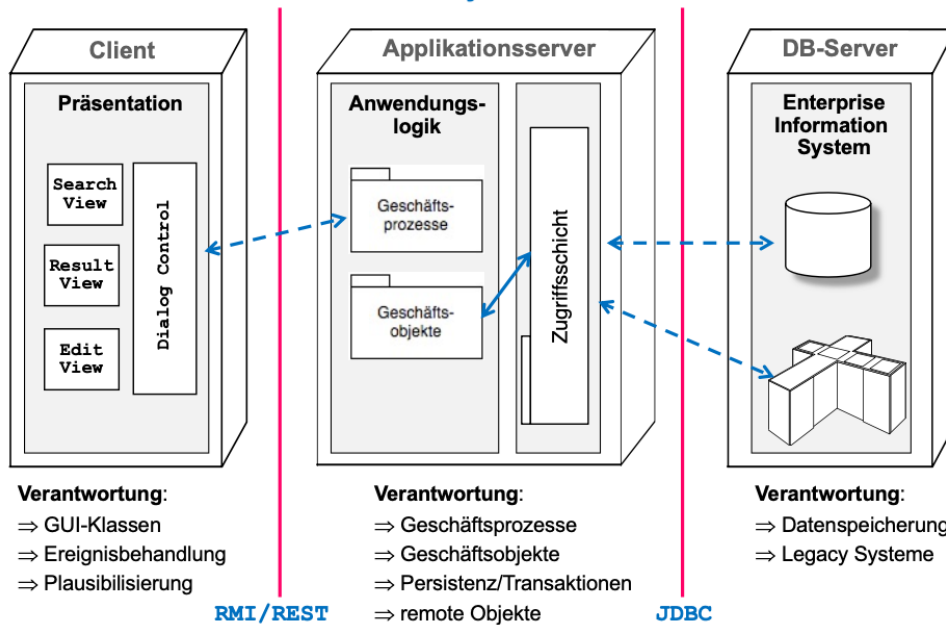 Client
Präsentation
Search
View
Result
View
Edit
View
Dialog Control
Applikationsserver
Anwendungs-
logik
Geschäfts-
prozesse
Geschäfts-
objekte
Zugriffsschicht
DB-Server
Enterprise
Information
System
Verantwortung:
⇒ GUI-Klassen
⇒ Ereignisbehandlung
⇒ Plausibilisierung
RMI/REST
Verantwortung:
⇒ Geschäftsprozesse
⇒ Geschäftsobjekte
⇒ Persistenz/Transaktionen
⇒ remote Objekte
JDBC
Verantwortung:
⇒ Datenspeicherung
⇒ Legacy Systeme